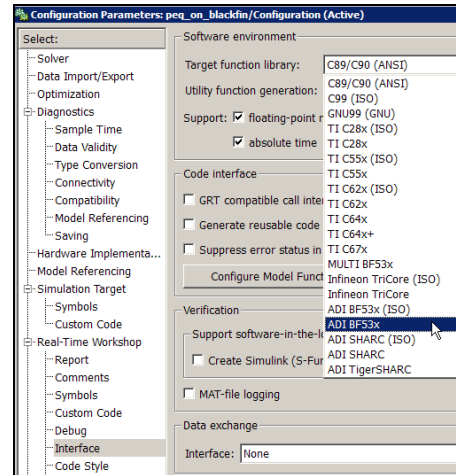 Configuration Parameters: peq_on_blackfin/Configuration (Active)
Select:
Solver
Data Import/Export
Optimization
Diagnostics
Sample Time
Data Validity
Type Conversion
Connectivity
Compatibility
Model Referencing
Saving
Hardware Implementa...
Model Referencing
Simulation Target
Symbols
Custom Code
Real-Time Workshop
Report
Comments
Symbols
Custom Code
Debug
Interface
Code Style
Software environment
Target function library: C89/C90 (ANSI)
Utility function generation:
Support: floating-point
absolute time
C89/C90 (ANSI)
C99 (ISO)
GNU99 (GNU)
TI C28x (ISO)
TI C28x
TI C55x (ISO)
TI C55x
TI C62x (ISO)
TI C62x
TI C64x
TI C64x+
TI C67x
MULTI BF53x
Infineon TriCore (ISO)
Infineon TriCore
ADI BF53x (ISO)
ADI BF53x
ADI SHARC (ISO)
ADI SHARC
ADI TigerSHARC
Code interface
GRT compatible call inter
Generate reusable code
Suppress error status in
Configure Model Funct
Verification
Support software-in-the-lo
Create Simulink (S-Fun
MAT-file logging
Data exchange
Interface: None